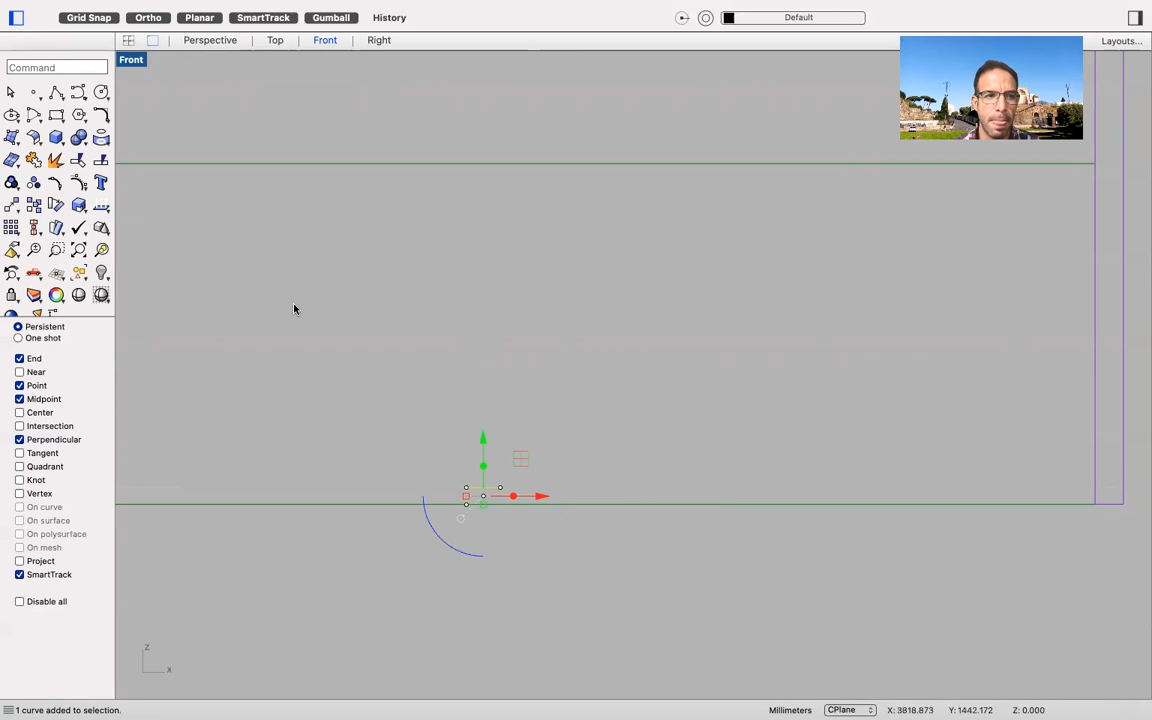 Grid Snap Ortho Planar SmartTrack Gumball History Default
Perspective Top Front Right Layouts...
Front
Command
Persistent
One shot
End
Near
Point
Midpoint
Center
Intersection
Perpendicular
Tangent
Quadrant
Knot
Vertex
On curve
On surface
On polysurface
On mesh
Project
SmartTrack
Disable all
z
x
1 curve added to selection. Millimeters CPlane X: 3818.873 Y: 1442.172 Z: 0.000